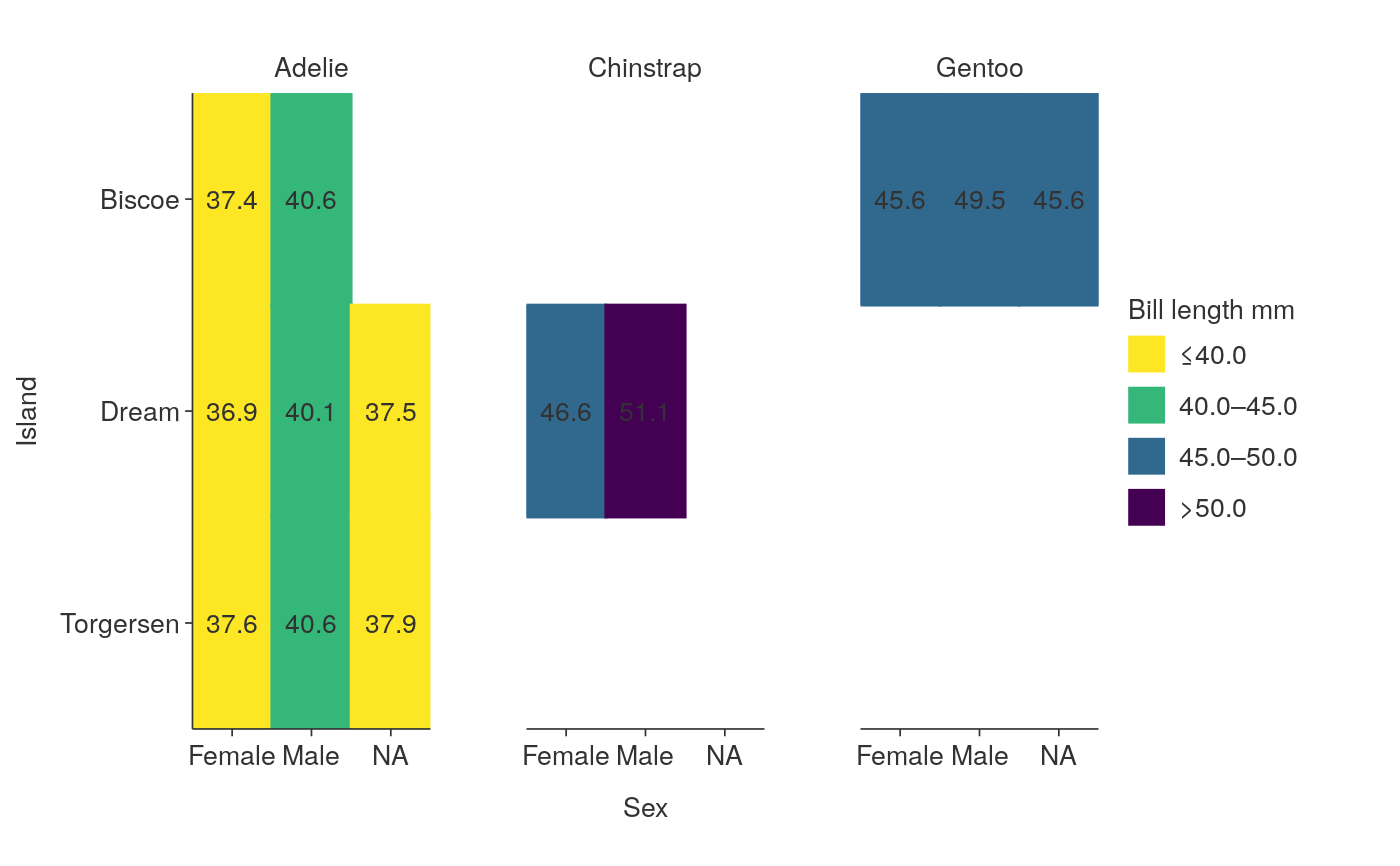 Adelie Chinstrap Gentoo
Biscoe 37.4 40.6 45.6 49.5 45.6
Bill length mm
≤40.0
Dream 36.9 40.1 37.5 46.6 51.1
40.0–45.0
45.0–50.0
>50.0
Island
Torgersen 37.6 40.6 37.9
Female Male NA Female Male NA Female Male NA
Sex